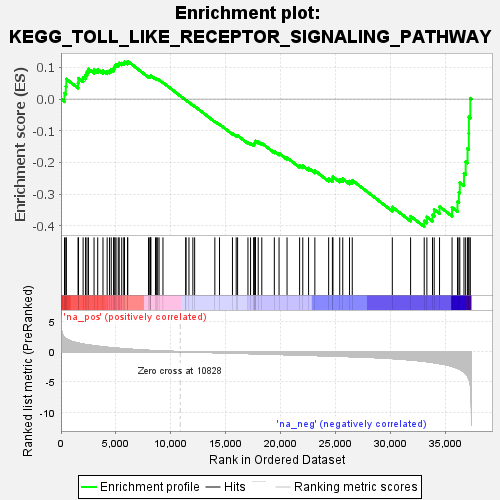 Enrichment plot:
KEGG_TOLL_LIKE_RECEPTOR_SIGNALING_PATHWAY
Enrichment score (ES)
0.1
0.0
-0.1
-0.2
-0.3
-0.4
'na_pos' (positively correlated)
Ranked list metric (PreRanked)
5
0
-5
-10
Zero cross at 10828
'na_neg' (negatively correlated)
0
5,000
10,000
15,000
20,000
25,000
30,000
35,000
Rank in Ordered Dataset
Enrichment profile
Hits
Ranking metric scores